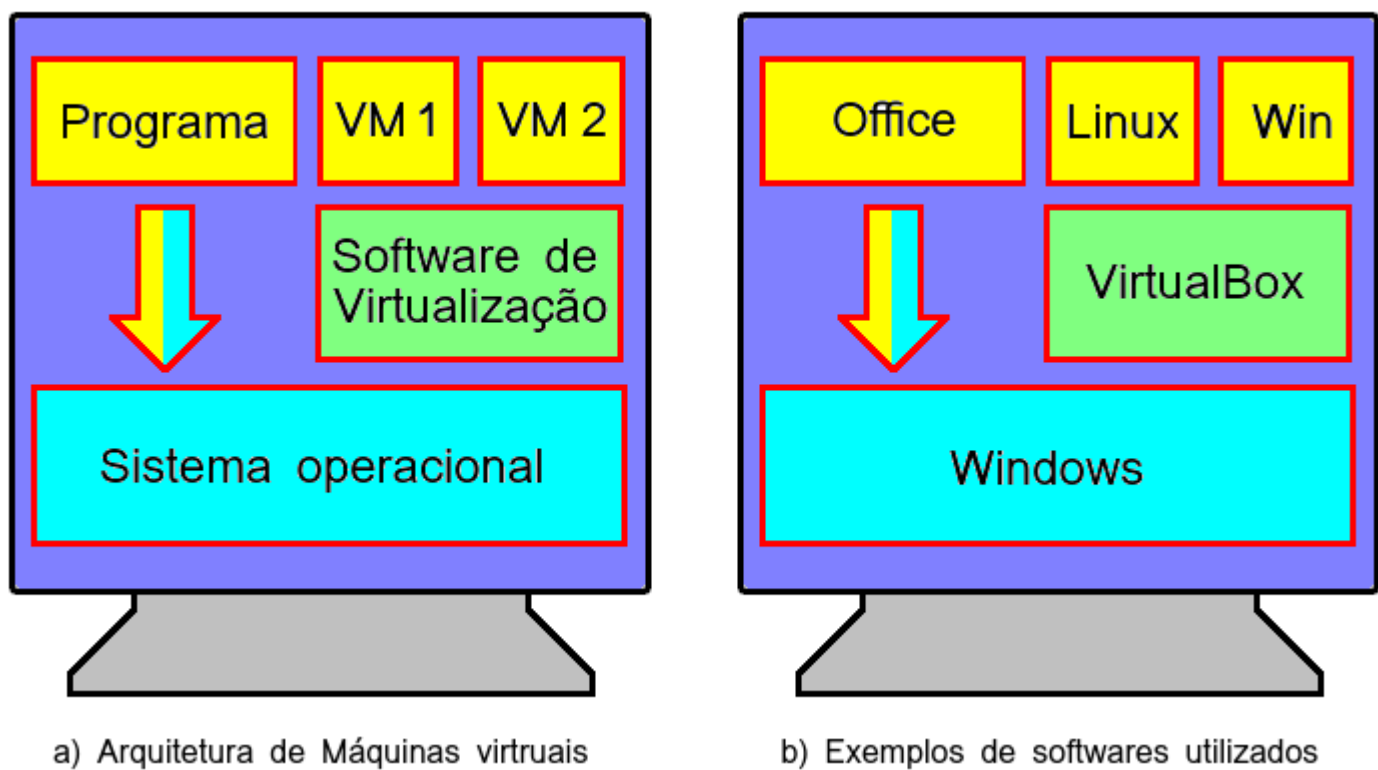 Programa
VM 1
VM 2
Software de
Virtualização
Sistema operacional
a) Arquitetura de Máquinas virtruais
Office
Linux
Win
VirtualBox
Windows
b) Exemplos de softwares utilizados